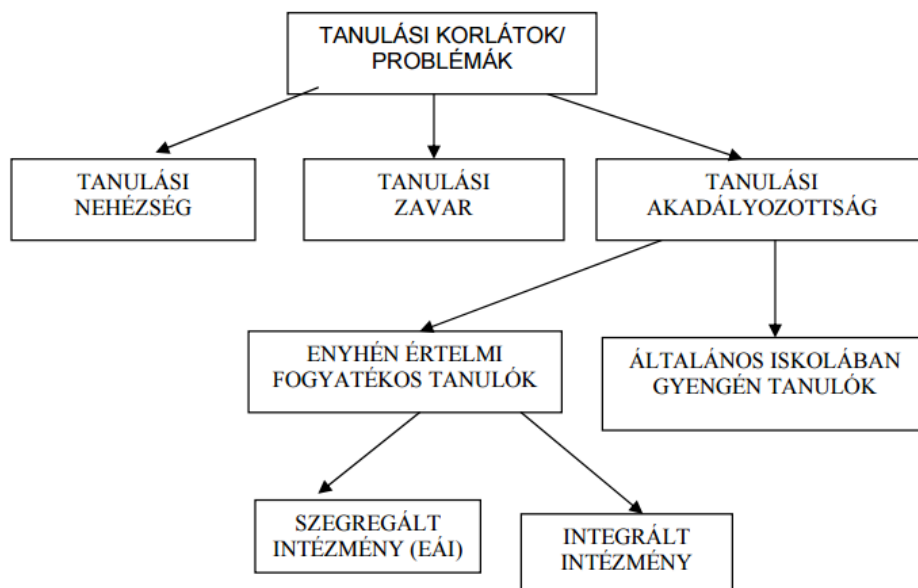 TANULÁSI KORLÁTOK/
PROBLÉMÁK
TANULÁSI
NEHÉZSÉG
TANULÁSI
ZAVAR
TANULÁSI
AKADÁLYOZOTTSÁG
ENYHÉN ÉRTELMI
FOGYATÉKOS TANULÓK
ÁLTALÁNOS ISKOLÁBAN
GYENGÉN TANULÓK
SZEGREGÁLT
INTÉZMÉNY (EÁI)
INTEGRÁLT
INTÉZMÉNY